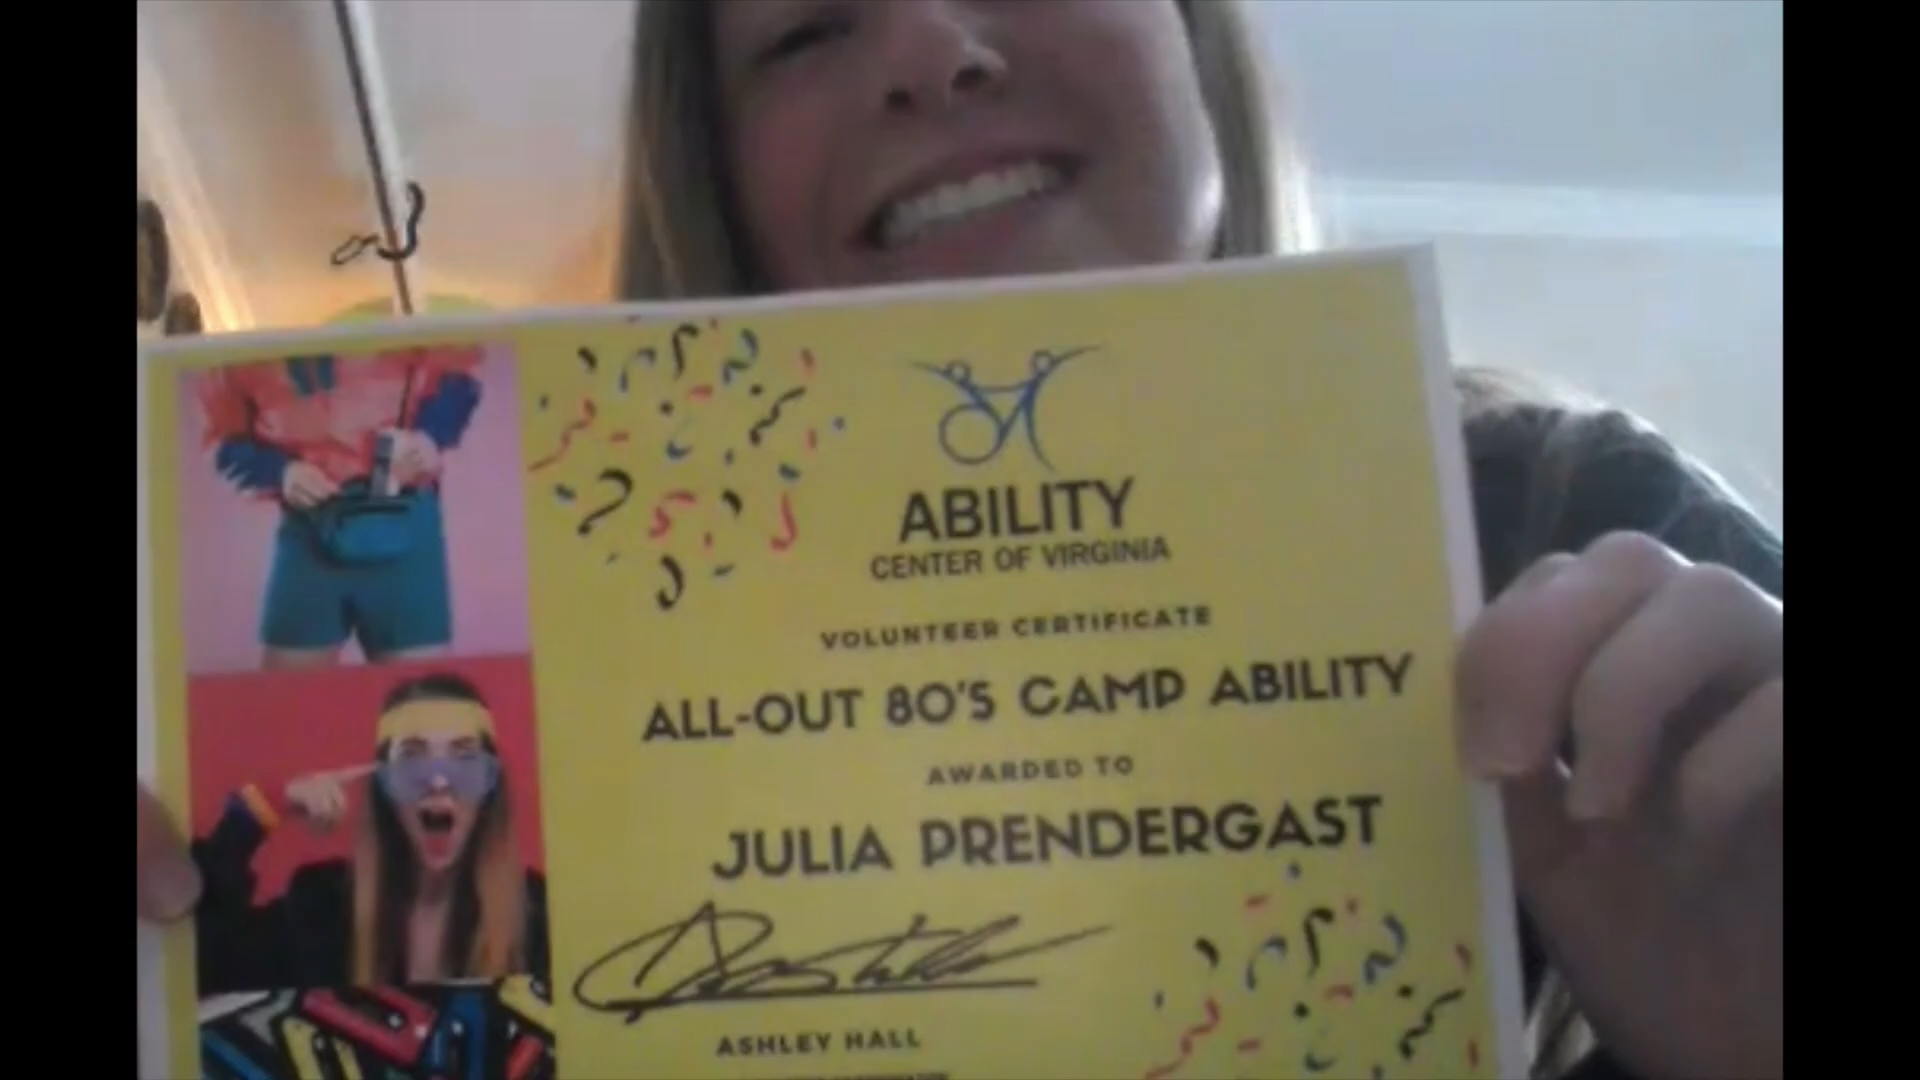 ABILITY
CENTER OF VIRGINIA
VOLUNTEER CERTIFICATE
ALL-OUT 80'S CAMP ABILITY
AWARDED TO
JULIA PRENDERGAST
ASHLEY HALL